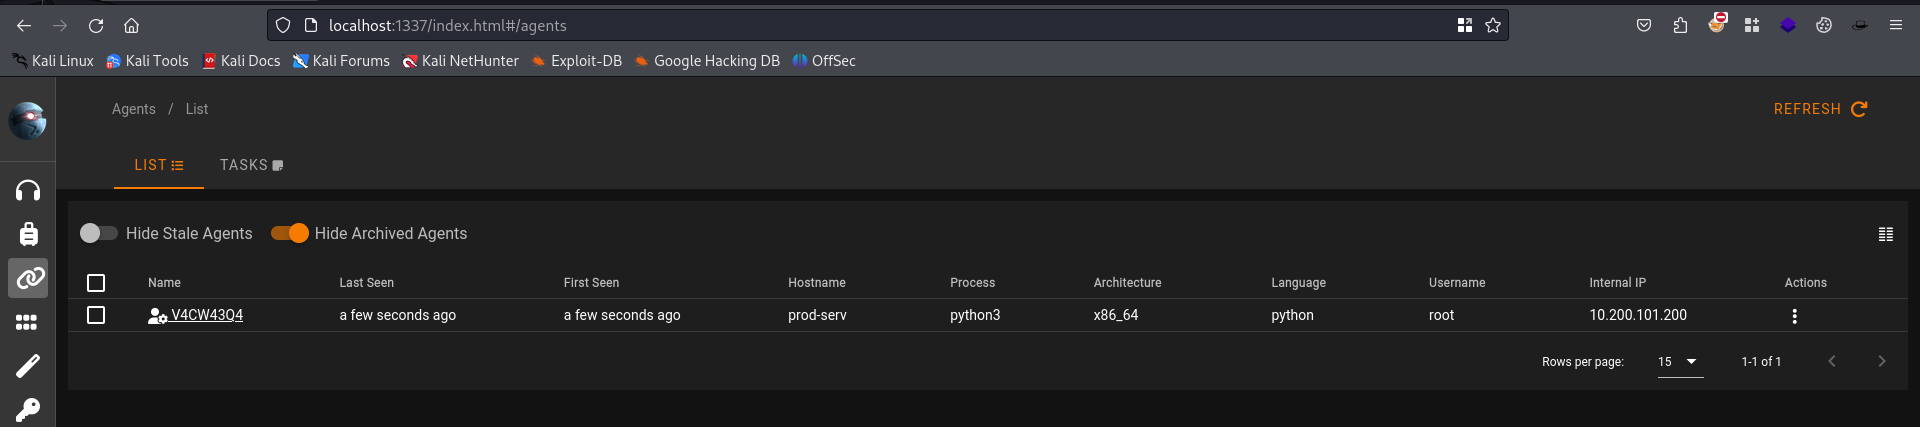 localhost:1337/index.html#/agents
Kali Linux Kali Tools Kali Docs Kali Forums Kali NetHunter Exploit-DB Google Hacking DB OffSec
Agents / List REFRESH
LIST TASKS
Hide Stale Agents Hide Archived Agents
Name Last Seen First Seen Hostname Process Architecture Language Username Internal IP Actions
V4CW43Q4 a few seconds ago a few seconds ago prod-serv python3 x86_64 python root 10.200.101.200
Rows per page: 15 1-1 of 1